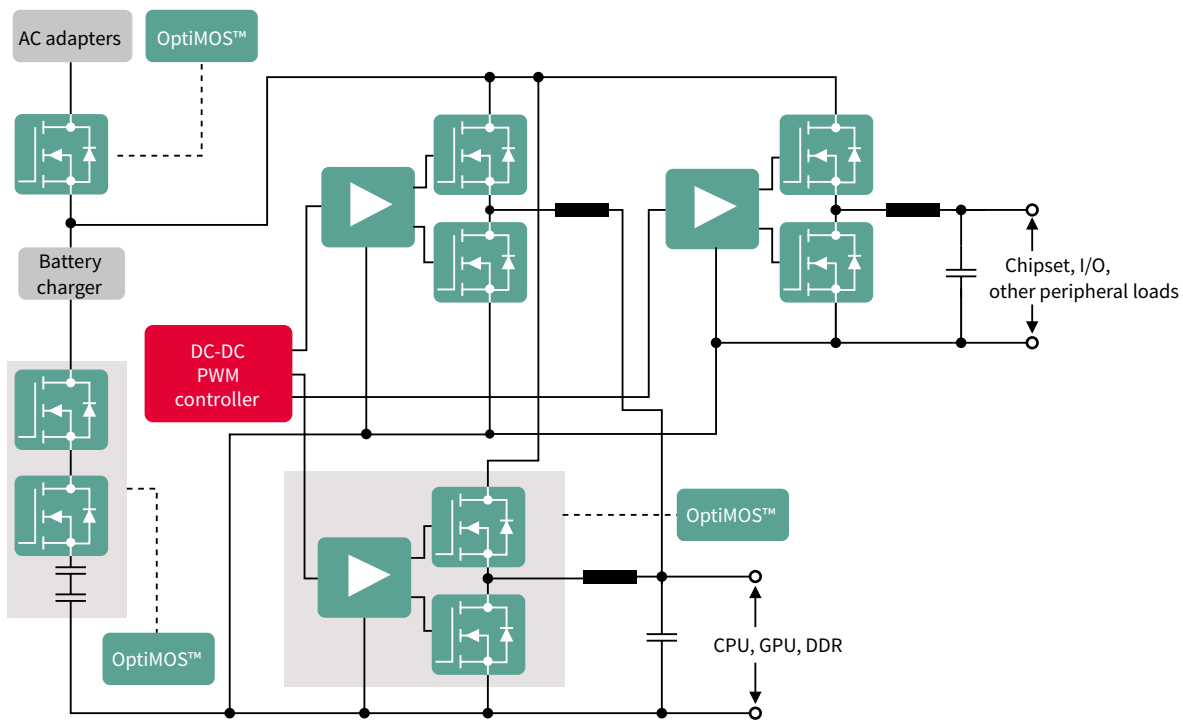 AC adapters
OptiMOS™
Battery
charger
Chipset, I/O,
other peripheral loads
DC-DC
PWM
controller
OptiMOS™
CPU, GPU, DDR
OptiMOS™